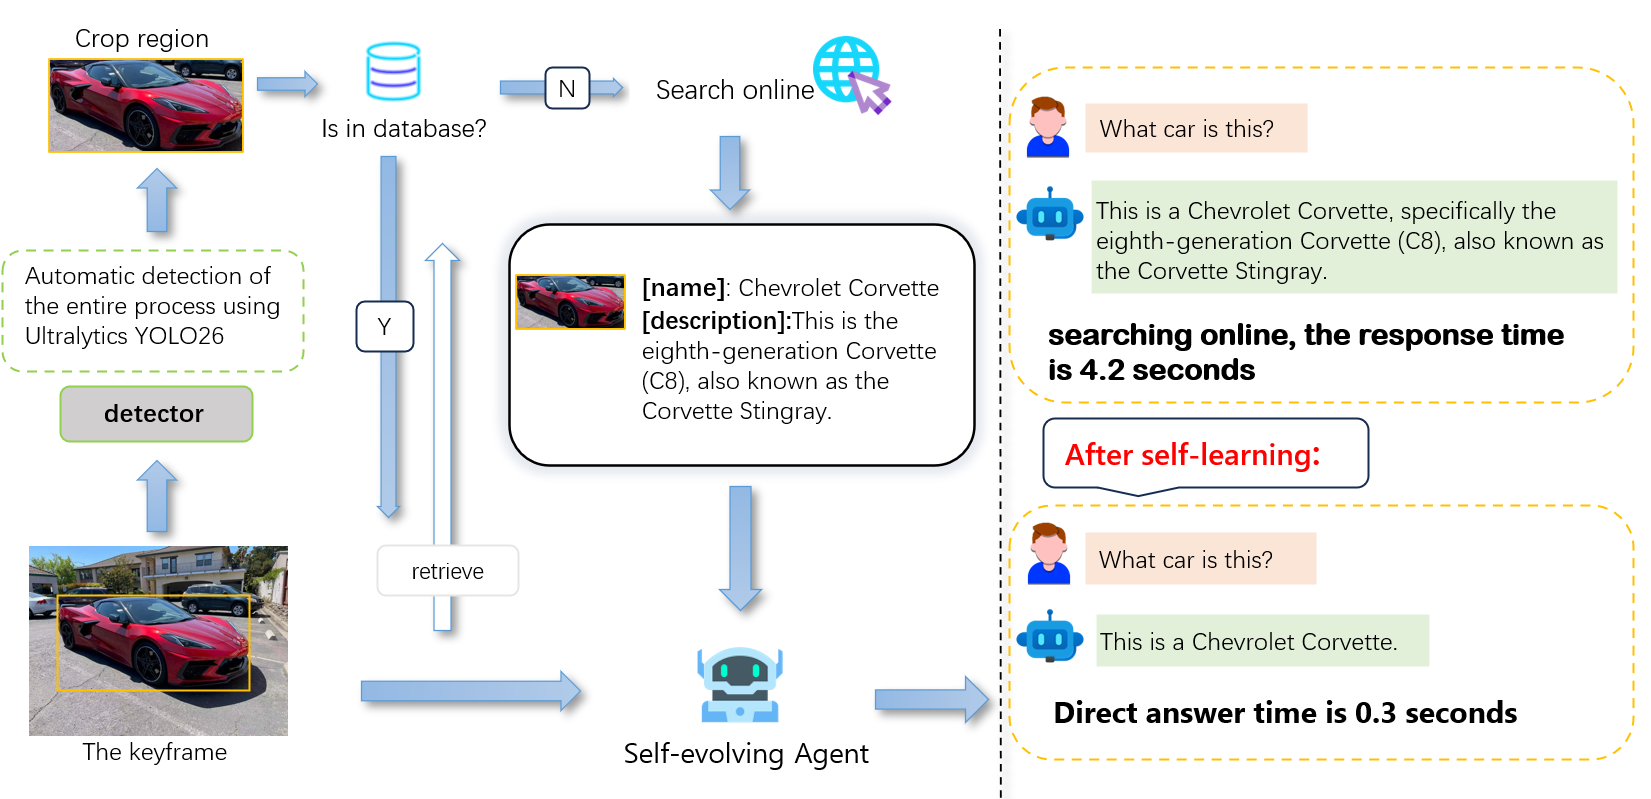 Crop region
Is in database?
N
Search online
Automatic detection of
the entire process using
Ultralytics YOLO26
detector
The keyframe
Y
retrieve
[name]: Chevrolet Corvette
[description]:This is the
eighth-generation Corvette
(C8), also known as the
Corvette Stingray.
Self-evolving Agent
What car is this?
This is a Chevrolet Corvette, specifically the
eighth-generation Corvette (C8), also known as
the Corvette Stingray.
searching online, the response time
is 4.2 seconds
After self-learning:
What car is this?
This is a Chevrolet Corvette.
Direct answer time is 0.3 seconds